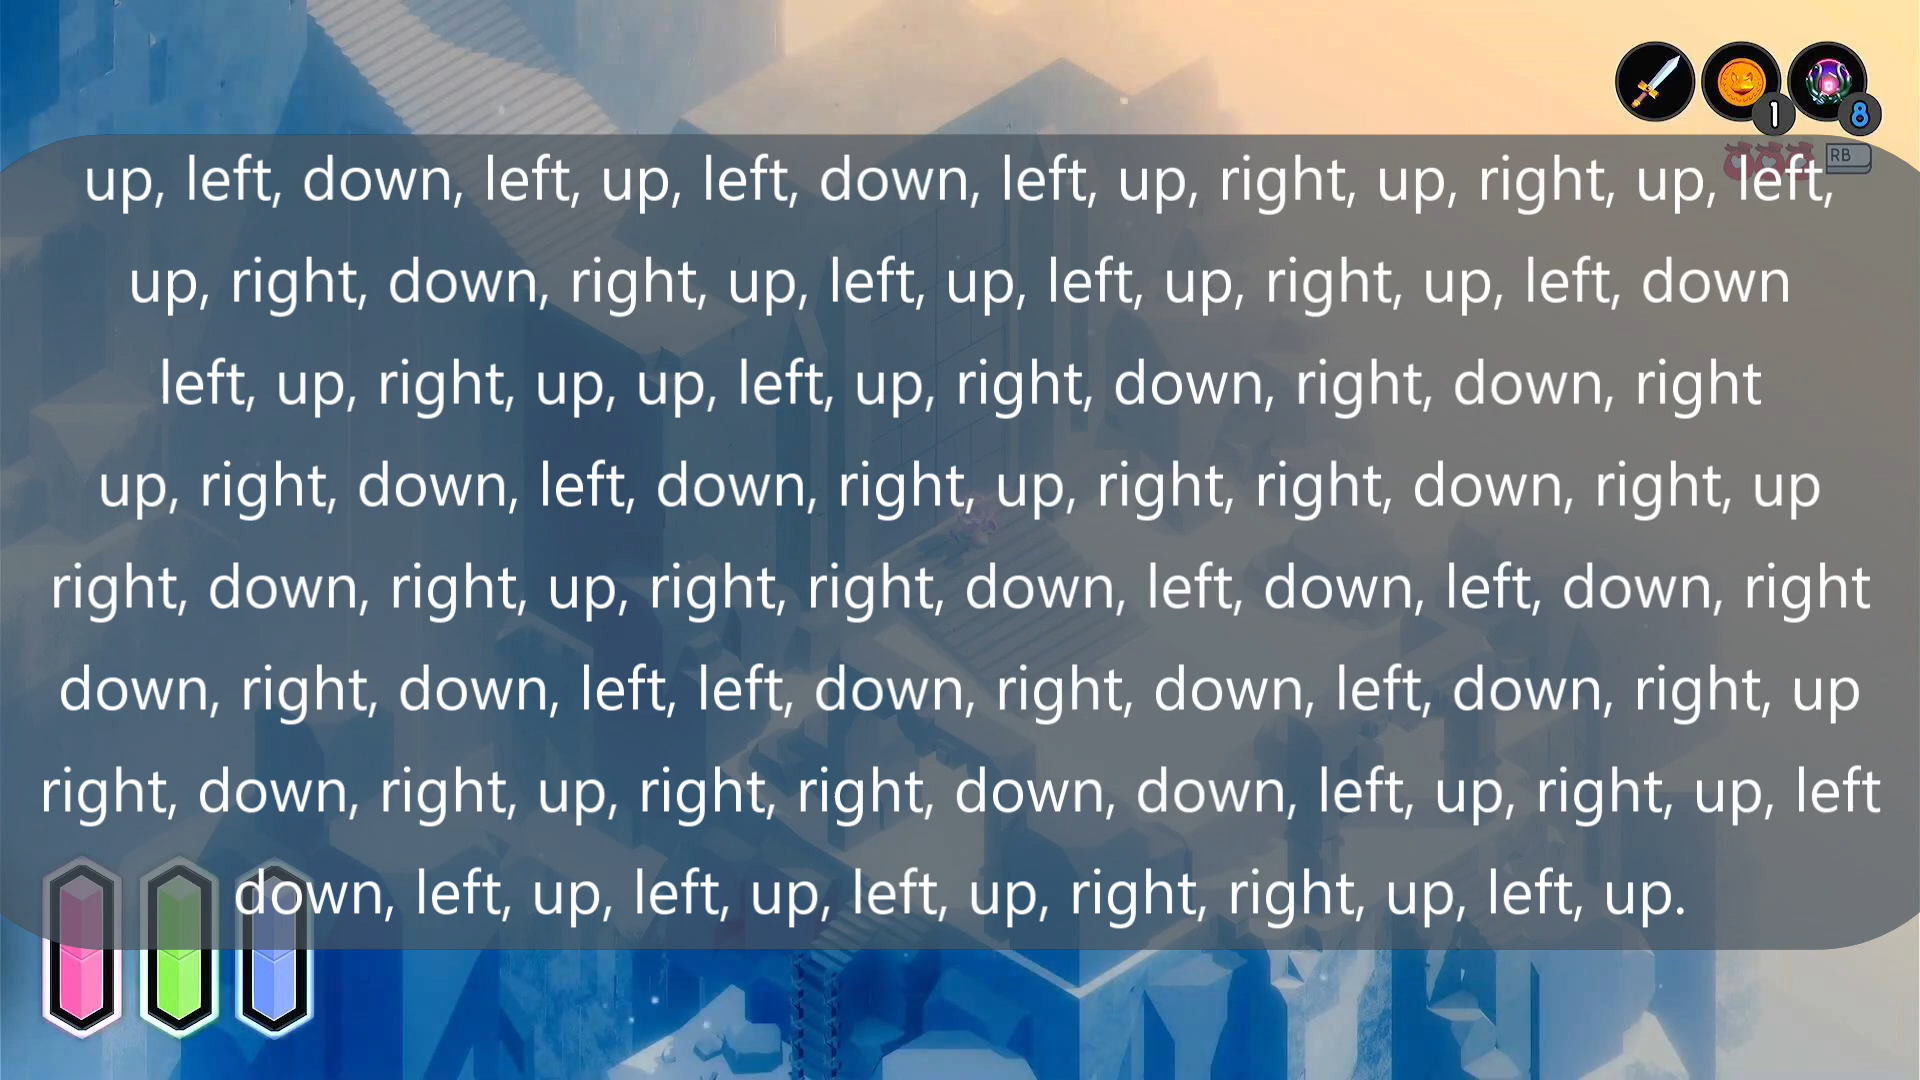 1
8
RB
up, left, down, left, up, left, down, left, up, right, up, right, up, left,
up, right, down, right, up, left, up, left, up, right, up, left, down
left, up, right, up, up, left, up, right, down, right, down, right
up, right, down, left, down, right, up, right, right, down, right, up
right, down, right, up, right, right, down, left, down, left, down, right
down, right, down, left, left, down, right, down, left, down, right, up
right, down, right, up, right, right, down, down, left, up, right, up, left
down, left, up, left, up, left, up, right, right, up, left, up.